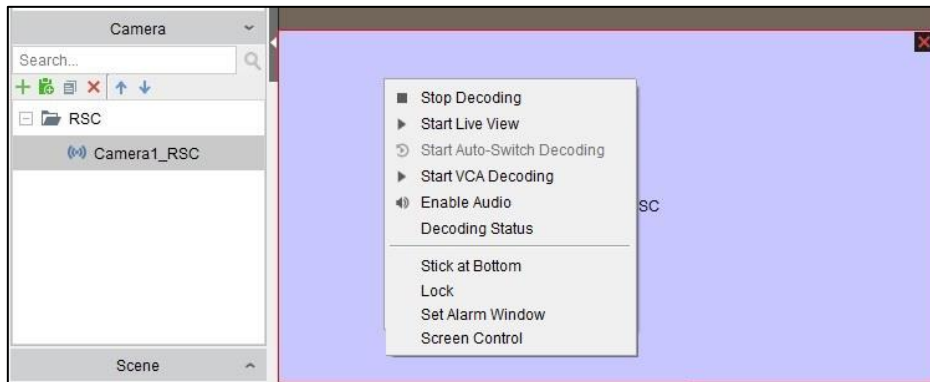 Camera
Search...
RSC
Camera1_RSC
Scene
Stop Decoding
Start Live View
Start Auto-Switch Decoding
Start VCA Decoding
Enable Audio
Decoding Status
Stick at Bottom
Lock
Set Alarm Window
Screen Control
SC